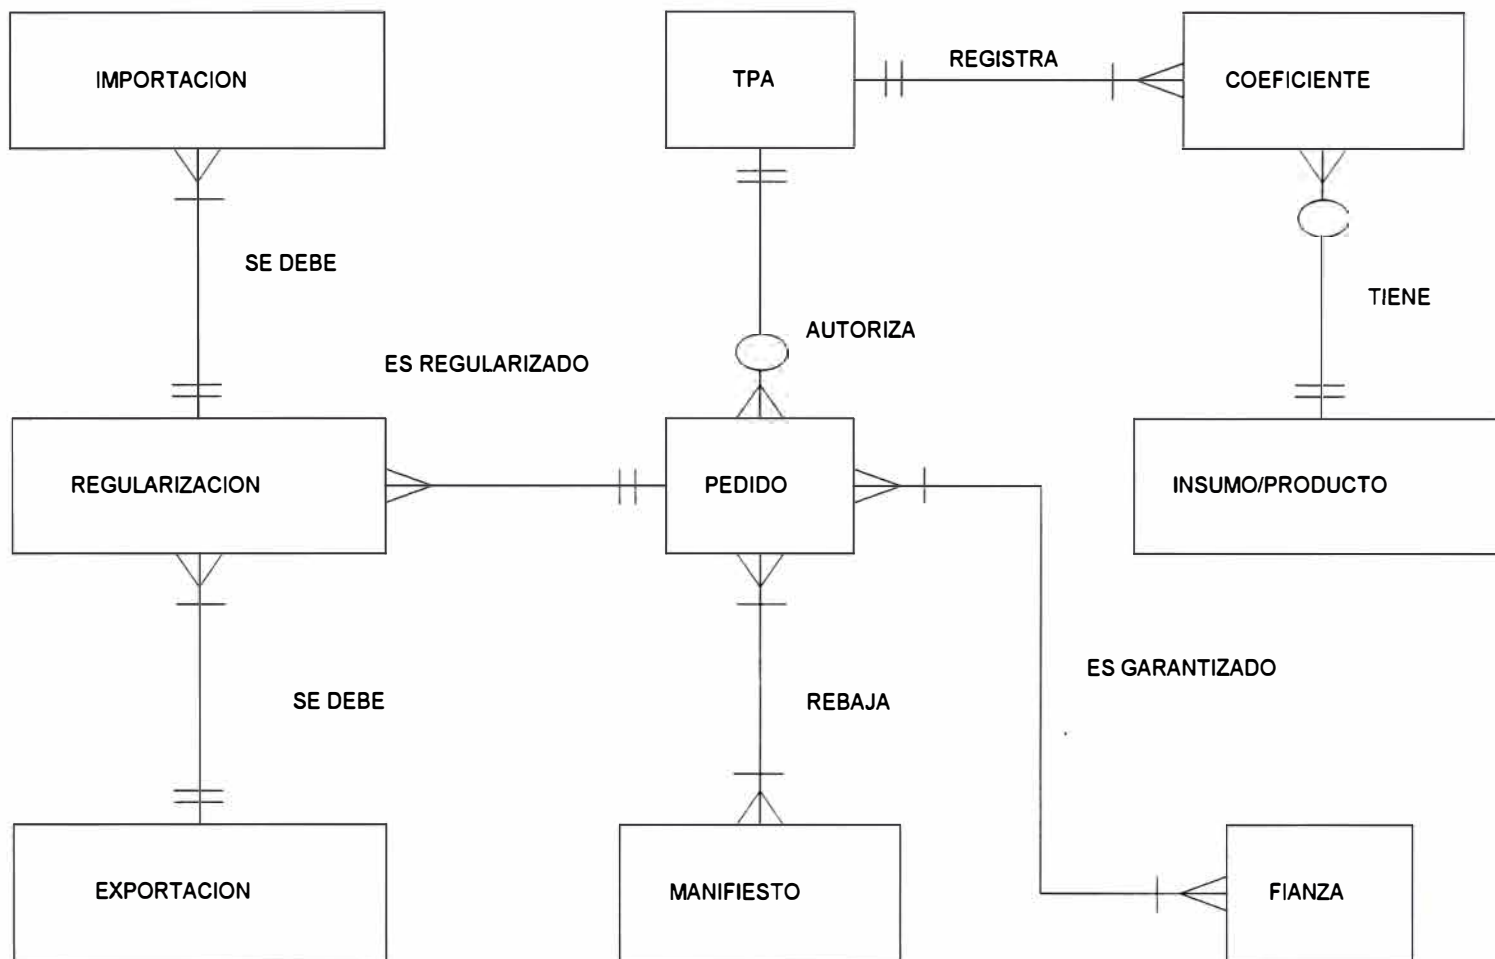 IMPORTACION
TPA
REGISTRA
COEFICIENTE
SE DEBE
TIENE
AUTORIZA
ES REGULARIZADO
REGULARIZACION
PEDIDO
INSUMO/PRODUCTO
ES GARANTIZADO
SE DEBE
REBAJA
EXPORTACION
MANIFIESTO
FIANZA